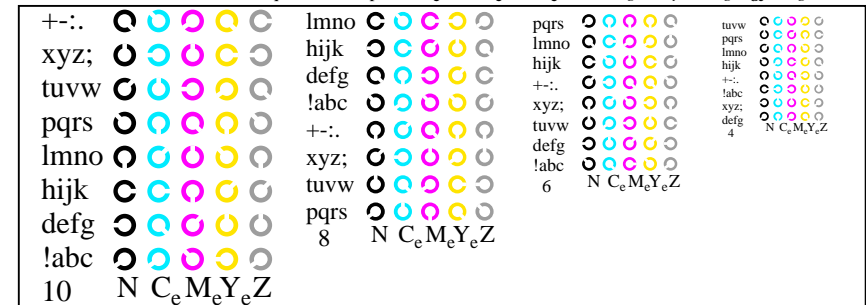 +-:.
xyz;
tuvw
pqrs
lmno
hijk
defg
!abc
10 N CeMeYeZ
lmno
hijk
defg
!abc
+-:.
xyz;
tuvw
pqrs
8 N CeMeYeZ
pqrs
lmno
hijk
+-:.
xyz;
tuvw
defg
!abc
6 N CeMeYeZ
tuvw
pqrs
lmno
hijk
+-:.
!abc
xyz;
defg
4 N CeMeYeZ